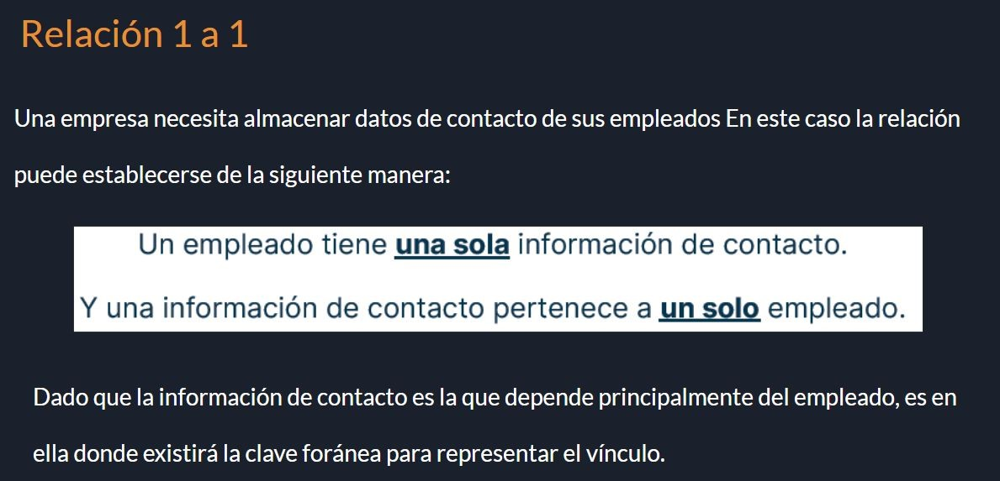 Relación 1 a 1
Una empresa necesita almacenar datos de contacto de sus empleados En este caso la relación
puede establecerse de la siguiente manera:
Un empleado tiene una sola información de contacto.
Y una información de contacto pertenece a un solo empleado.
Dado que la información de contacto es la que depende principalmente del empleado, es en
ella donde existirá la clave foránea para representar el vínculo.